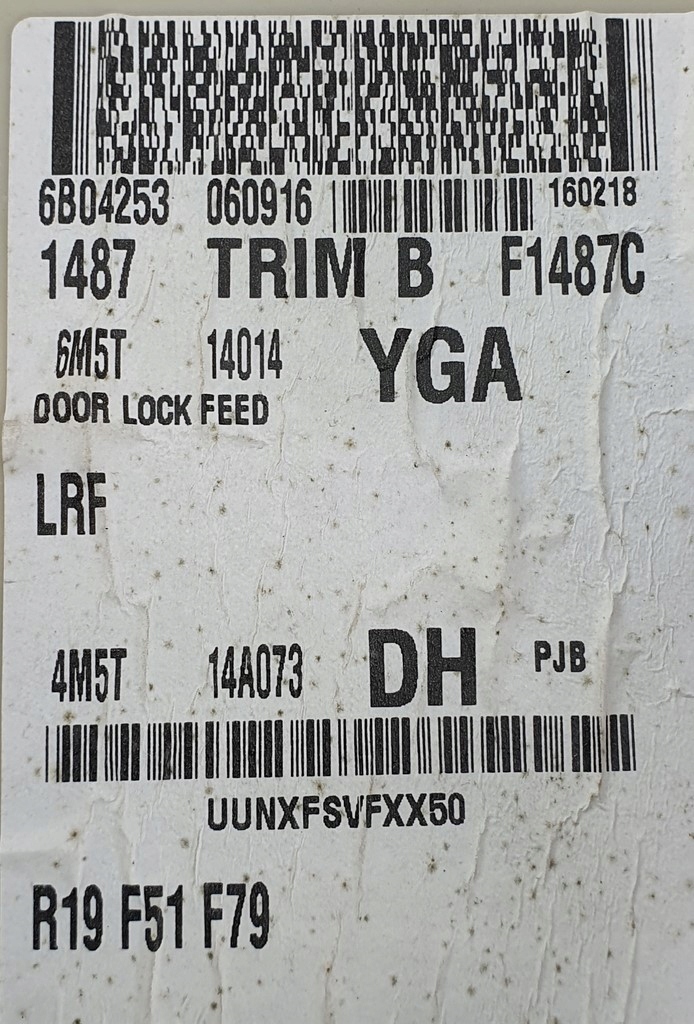 6B04253 060916 160218
1487 TRIM B F1487C
6M5T 14014 YGA
DOOR LOCK FEED
LRF
4M5T 14A073 DH PJB
UUNXFSVFXX50
R19 F51 F79